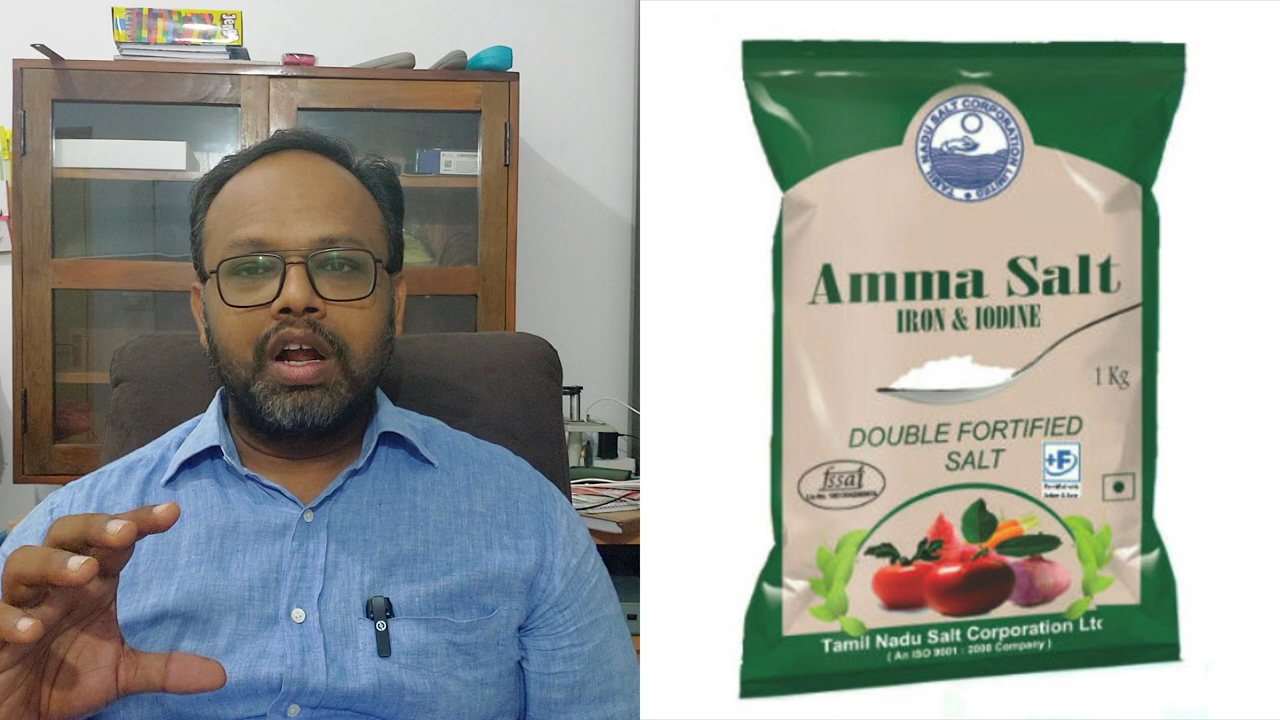 TAMIL NADU SALT CORPORATION LIMITED
Amma Salt
IRON & IODINE
1 Kg
DOUBLE FORTIFIED
SALT
+F
fssai
Tamil Nadu Salt Corporation Ltd
( An ISO 9001 : 2008 Company )